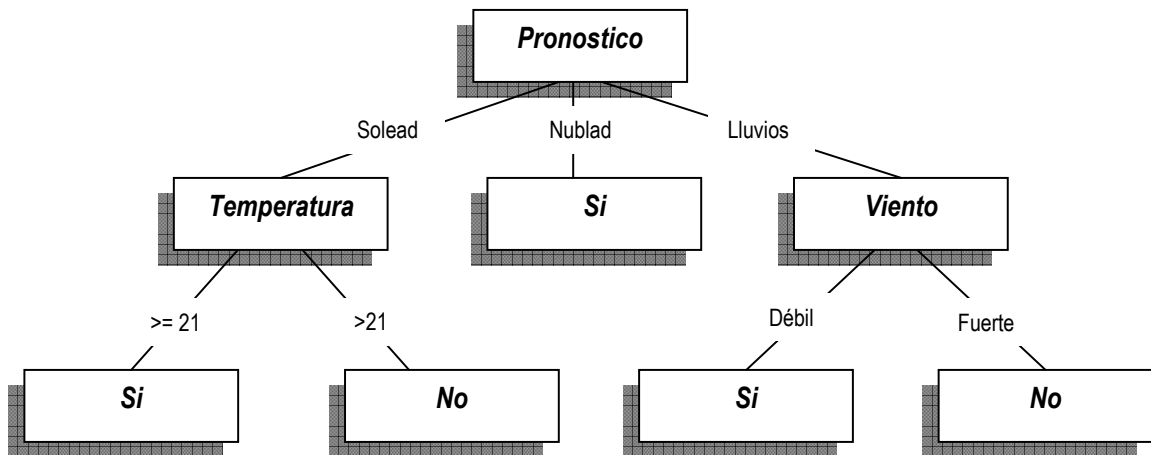 Pronostico
Solead
Nublad
Lluvios
Temperatura
Si
Viento
>= 21
>21
Débil
Fuerte
Si
No
Si
No